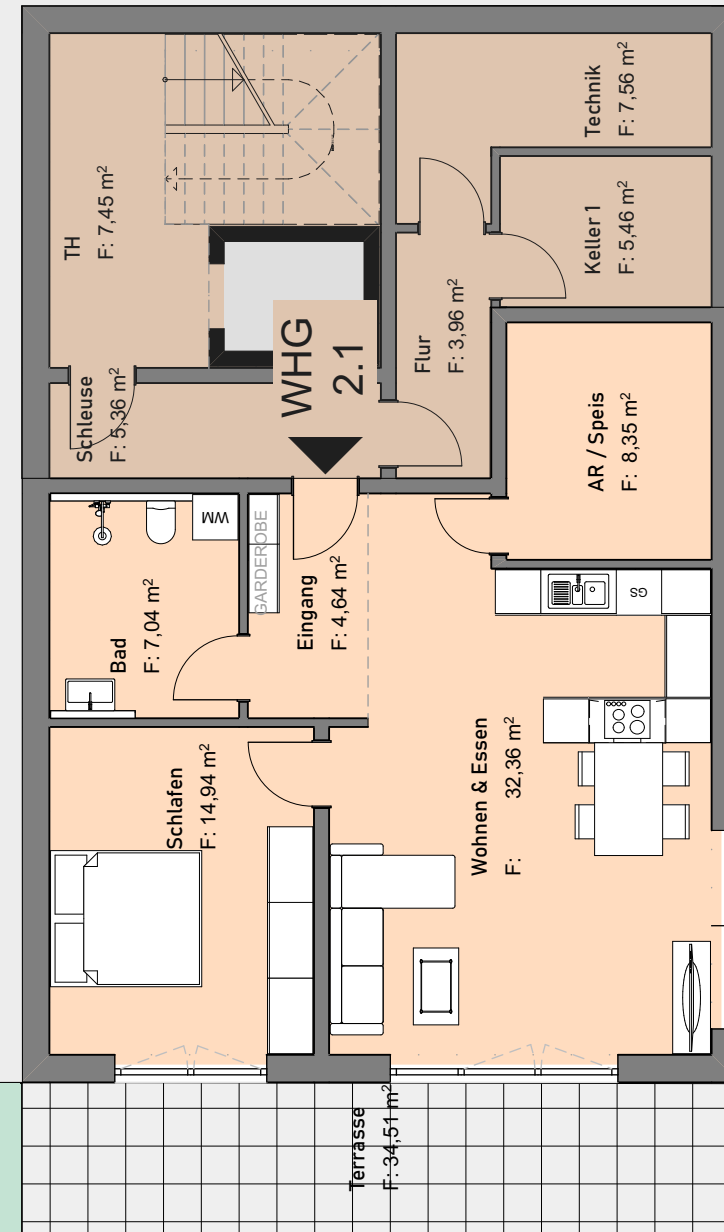 Technik
F: 7,56 m²
Keller 1
F: 5,46 m²
TH
F: 7,45 m²
WHG
2.1
Flur
F: 3,96 m²
Schleuse
F: 5,36 m²
AR / Speis
F: 8,35 m²
WM
GARDEROBE
Eingang
F: 4,64 m²
Bad
F: 7,04 m²
GS
Schlafen
F: 14,94 m²
Wohnen & Essen
F: 32,36 m²
Terrasse
F: 34,51 m²